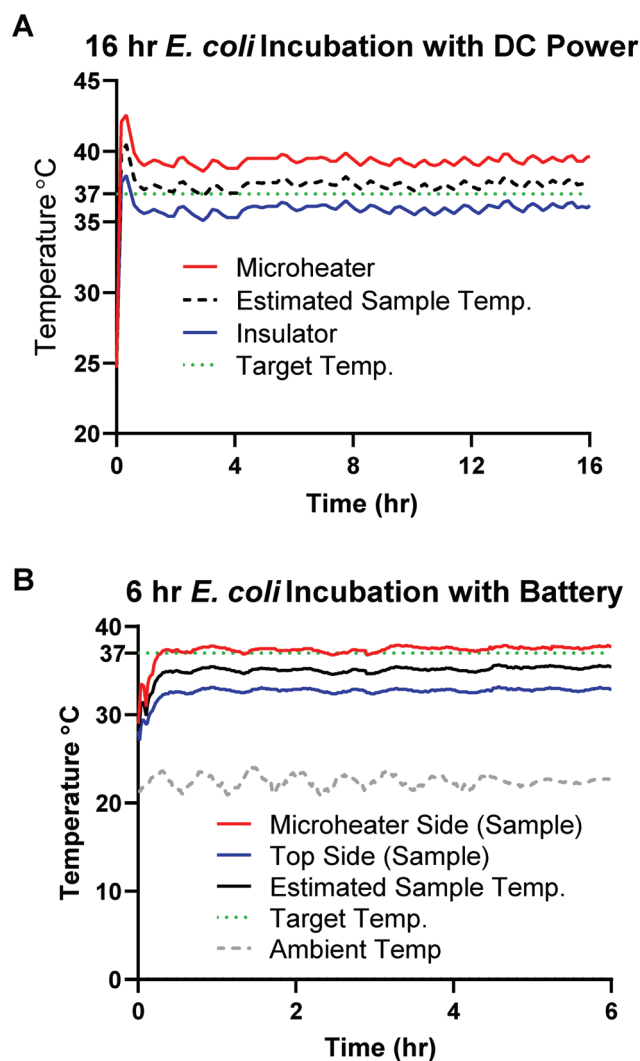 A
16 hr E. coli Incubation with DC Power
45
40
37
35
30
25
20
Temperature °C
Microheater
Estimated Sample Temp.
Insulator
Target Temp.
0
4
8
12
16
Time (hr)
B
6 hr E. coli Incubation with Battery
40
37
30
20
10
0
Temperature °C
Microheater Side (Sample)
Top Side (Sample)
Estimated Sample Temp.
Target Temp.
Ambient Temp
0
2
4
6
Time (hr)